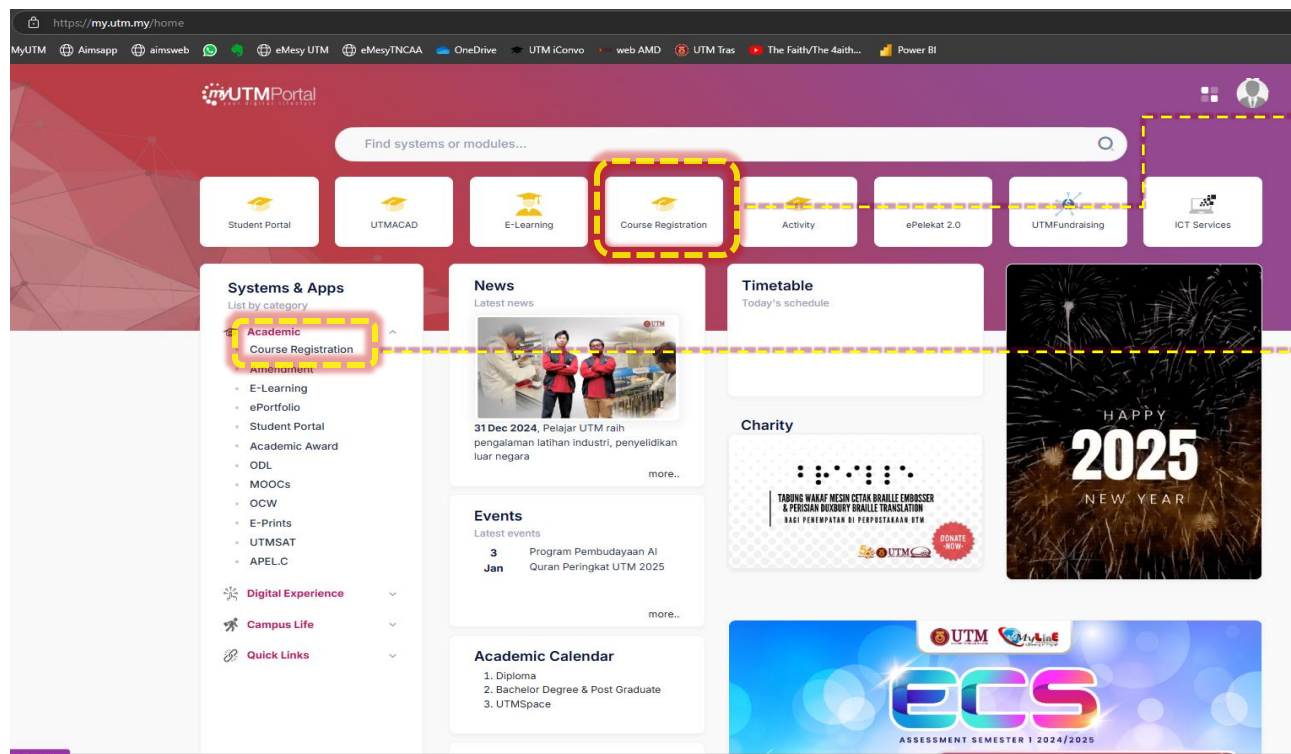 https://my.utm.my/home
MyUTM Aimsapp aimsweb eMesy UTM eMesyTNCAA OneDrive UTM iConvo web AMD UTM Tras The Faith/The 4aith... Power BI
myUTMPortal
your digital lifestyle
Find systems or modules...
Student Portal
UTMACAD
E-Learning
Course Registration
Activity
ePelekat 2.0
UTMFundraising
ICT Services
Systems & Apps
List by category
Academic
Course Registration
Amendment
E-Learning
ePortfolio
Student Portal
Academic Award
ODL
MOOCs
OCW
E-Prints
UTMSAT
APEL.C
Digital Experience
Campus Life
Quick Links
News
Latest news
UTM
31 Dec 2024, Pelajar UTM raih
pengalaman latihan industri, penyelidikan
luar negara
more..
Events
Latest events
3 Program Pembudayaan Al
Jan Quran Peringkat UTM 2025
more..
Academic Calendar
1. Diploma
2. Bachelor Degree & Post Graduate
3. UTMSpace
Timetable
Today's schedule
Charity
TABUNG WAKAF MESIN CETAK BRAILLE EMBOSSER
& PERISIAN DUXBURY BRAILLE TRANSLATION
BAGI PENEMPATAN DI PERPUSTAKAAN UTM
UTM
DONATE
-NOW-
HAPPY
2025
NEW YEAR
UTM MyLinE
ECS
ASSESSMENT SEMESTER 1 2024/2025